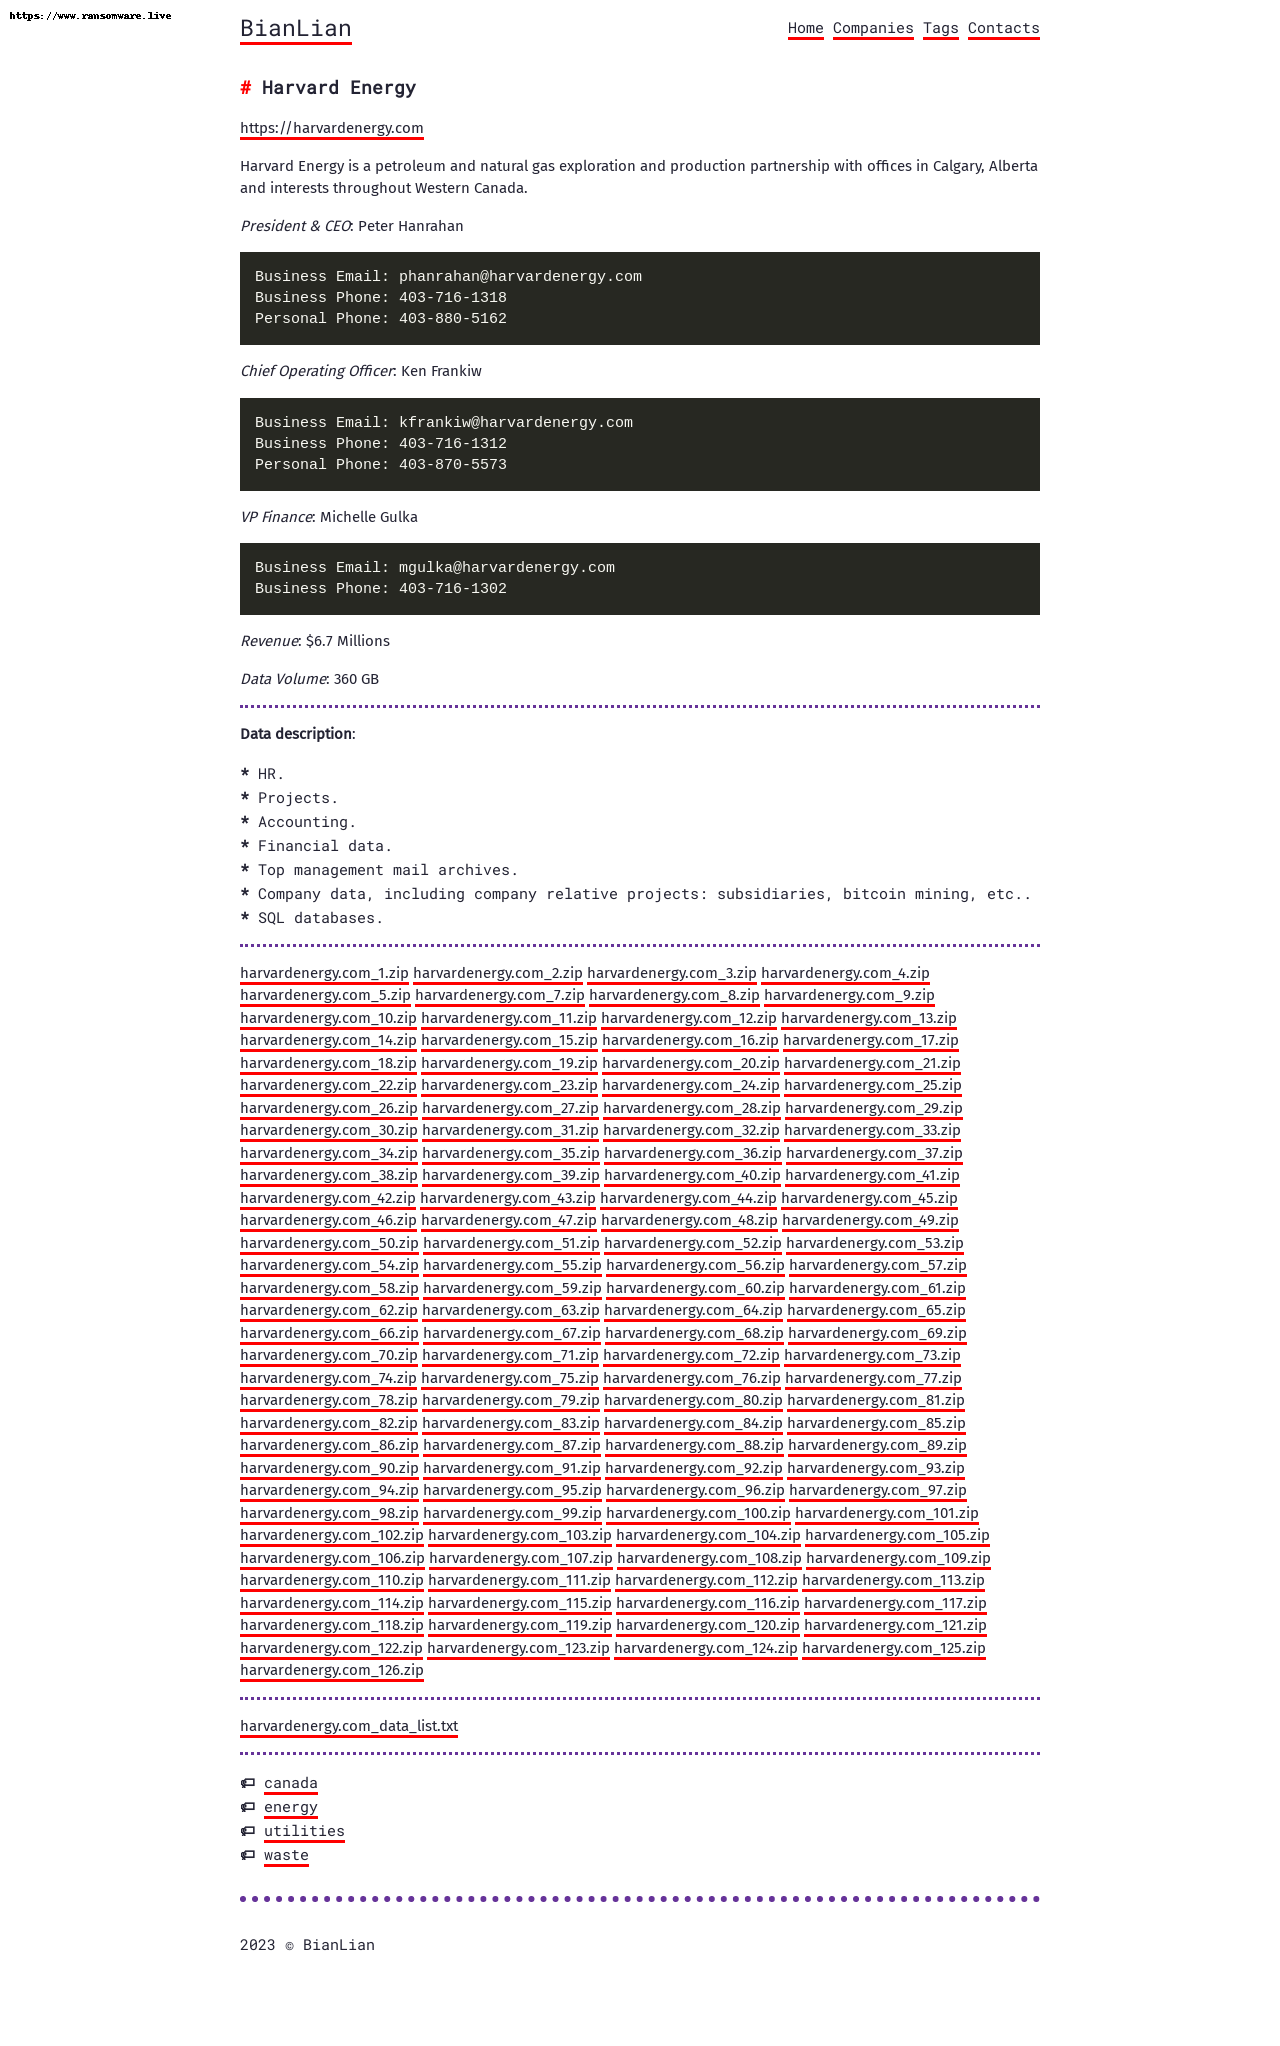 https://www.ransomware.live
BianLian
Home Companies Tags Contacts
# Harvard Energy
https://harvardenergy.com
Harvard Energy is a petroleum and natural gas exploration and production partnership with offices in Calgary, Alberta
and interests throughout Western Canada.
President & CEO: Peter Hanrahan
Business Email: phanrahan@harvardenergy.com
Business Phone: 403-716-1318
Personal Phone: 403-880-5162
Chief Operating Officer: Ken Frankiw
Business Email: kfrankiw@harvardenergy.com
Business Phone: 403-716-1312
Personal Phone: 403-870-5573
VP Finance: Michelle Gulka
Business Email: mgulka@harvardenergy.com
Business Phone: 403-716-1302
Revenue: $6.7 Millions
Data Volume: 360 GB
Data description:
* HR.
* Projects.
* Accounting.
* Financial data.
* Top management mail archives.
* Company data, including company relative projects: subsidiaries, bitcoin mining, etc..
* SQL databases.
harvardenergy.com_1.zip harvardenergy.com_2.zip harvardenergy.com_3.zip harvardenergy.com_4.zip
harvardenergy.com_5.zip harvardenergy.com_7.zip harvardenergy.com_8.zip harvardenergy.com_9.zip
harvardenergy.com_10.zip harvardenergy.com_11.zip harvardenergy.com_12.zip harvardenergy.com_13.zip
harvardenergy.com_14.zip harvardenergy.com_15.zip harvardenergy.com_16.zip harvardenergy.com_17.zip
harvardenergy.com_18.zip harvardenergy.com_19.zip harvardenergy.com_20.zip harvardenergy.com_21.zip
harvardenergy.com_22.zip harvardenergy.com_23.zip harvardenergy.com_24.zip harvardenergy.com_25.zip
harvardenergy.com_26.zip harvardenergy.com_27.zip harvardenergy.com_28.zip harvardenergy.com_29.zip
harvardenergy.com_30.zip harvardenergy.com_31.zip harvardenergy.com_32.zip harvardenergy.com_33.zip
harvardenergy.com_34.zip harvardenergy.com_35.zip harvardenergy.com_36.zip harvardenergy.com_37.zip
harvardenergy.com_38.zip harvardenergy.com_39.zip harvardenergy.com_40.zip harvardenergy.com_41.zip
harvardenergy.com_42.zip harvardenergy.com_43.zip harvardenergy.com_44.zip harvardenergy.com_45.zip
harvardenergy.com_46.zip harvardenergy.com_47.zip harvardenergy.com_48.zip harvardenergy.com_49.zip
harvardenergy.com_50.zip harvardenergy.com_51.zip harvardenergy.com_52.zip harvardenergy.com_53.zip
harvardenergy.com_54.zip harvardenergy.com_55.zip harvardenergy.com_56.zip harvardenergy.com_57.zip
harvardenergy.com_58.zip harvardenergy.com_59.zip harvardenergy.com_60.zip harvardenergy.com_61.zip
harvardenergy.com_62.zip harvardenergy.com_63.zip harvardenergy.com_64.zip harvardenergy.com_65.zip
harvardenergy.com_66.zip harvardenergy.com_67.zip harvardenergy.com_68.zip harvardenergy.com_69.zip
harvardenergy.com_70.zip harvardenergy.com_71.zip harvardenergy.com_72.zip harvardenergy.com_73.zip
harvardenergy.com_74.zip harvardenergy.com_75.zip harvardenergy.com_76.zip harvardenergy.com_77.zip
harvardenergy.com_78.zip harvardenergy.com_79.zip harvardenergy.com_80.zip harvardenergy.com_81.zip
harvardenergy.com_82.zip harvardenergy.com_83.zip harvardenergy.com_84.zip harvardenergy.com_85.zip
harvardenergy.com_86.zip harvardenergy.com_87.zip harvardenergy.com_88.zip harvardenergy.com_89.zip
harvardenergy.com_90.zip harvardenergy.com_91.zip harvardenergy.com_92.zip harvardenergy.com_93.zip
harvardenergy.com_94.zip harvardenergy.com_95.zip harvardenergy.com_96.zip harvardenergy.com_97.zip
harvardenergy.com_98.zip harvardenergy.com_99.zip harvardenergy.com_100.zip harvardenergy.com_101.zip
harvardenergy.com_102.zip harvardenergy.com_103.zip harvardenergy.com_104.zip harvardenergy.com_105.zip
harvardenergy.com_106.zip harvardenergy.com_107.zip harvardenergy.com_108.zip harvardenergy.com_109.zip
harvardenergy.com_110.zip harvardenergy.com_111.zip harvardenergy.com_112.zip harvardenergy.com_113.zip
harvardenergy.com_114.zip harvardenergy.com_115.zip harvardenergy.com_116.zip harvardenergy.com_117.zip
harvardenergy.com_118.zip harvardenergy.com_119.zip harvardenergy.com_120.zip harvardenergy.com_121.zip
harvardenergy.com_122.zip harvardenergy.com_123.zip harvardenergy.com_124.zip harvardenergy.com_125.zip
harvardenergy.com_126.zip
harvardenergy.com_data_list.txt
canada
energy
utilities
waste
2023 © BianLian